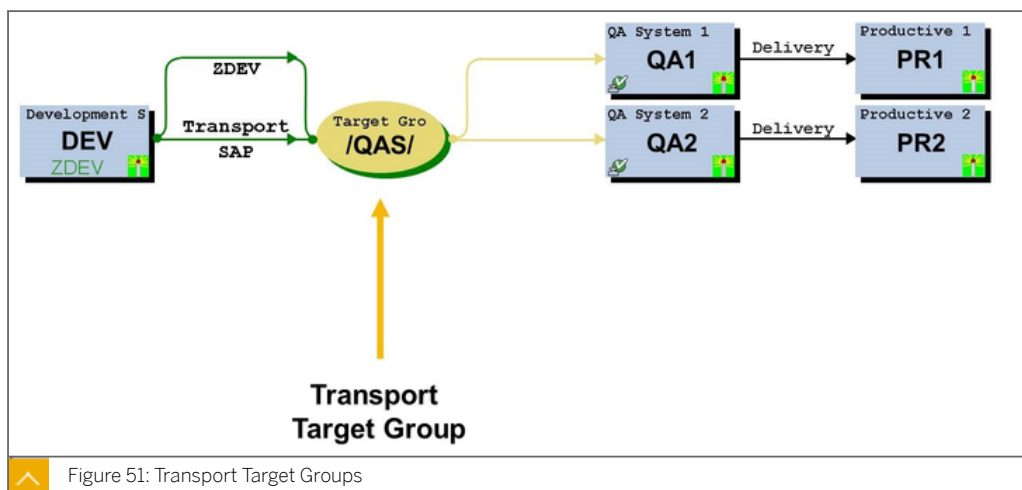 QA System 1
QA1
Delivery
Productive 1
PR1
ZDEV
Development S
DEV
ZDEV
Transport
SAP
Target Gro
/QAS/
QA System 2
QA2
Delivery
Productive 2
PR2
Transport
Target Group
Figure 51: Transport Target Groups